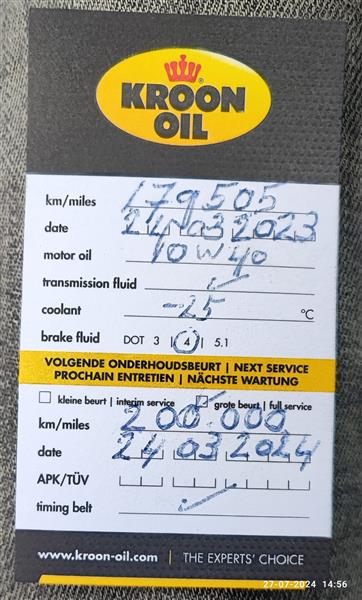 KROON
OIL
km/miles 179505
date 24 03 2023
motor oil 10W40
transmission fluid ✓
coolant -25 °C
brake fluid DOT 3 | 4 | 5.1
VOLGENDE ONDERHOUDSBEURT | NEXT SERVICE
PROCHAIN ENTRETIEN | NÄCHSTE WARTUNG
kleine beurt | interim service grote beurt | full service
km/miles 200.000
date 24 03 2024
APK/TÜV
timing belt
www.kroon-oil.com | THE EXPERTS' CHOICE
27-07-2024 14:56